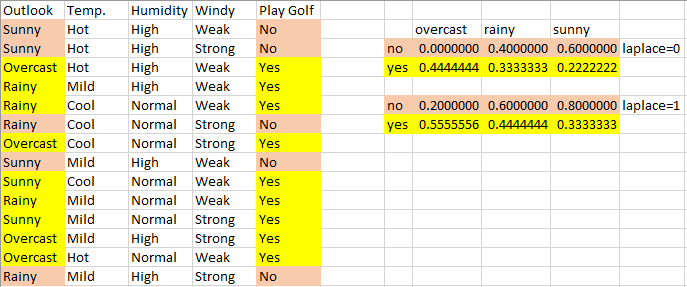 Outlook Temp. Humidity Windy Play Golf
Sunny Hot High Weak No overcast rainy sunny
Sunny Hot High Strong No no 0.0000000 0.4000000 0.6000000 laplace=0
Overcast Hot High Weak Yes yes 0.4444444 0.3333333 0.2222222
Rainy Mild High Weak Yes
Rainy Cool Normal Weak Yes no 0.2000000 0.6000000 0.8000000 laplace=1
Rainy Cool Normal Strong No yes 0.5555556 0.4444444 0.3333333
Overcast Cool Normal Strong Yes
Sunny Mild High Weak No
Sunny Cool Normal Weak Yes
Rainy Mild Normal Weak Yes
Sunny Mild Normal Strong Yes
Overcast Mild High Strong Yes
Overcast Hot Normal Weak Yes
Rainy Mild High Strong No